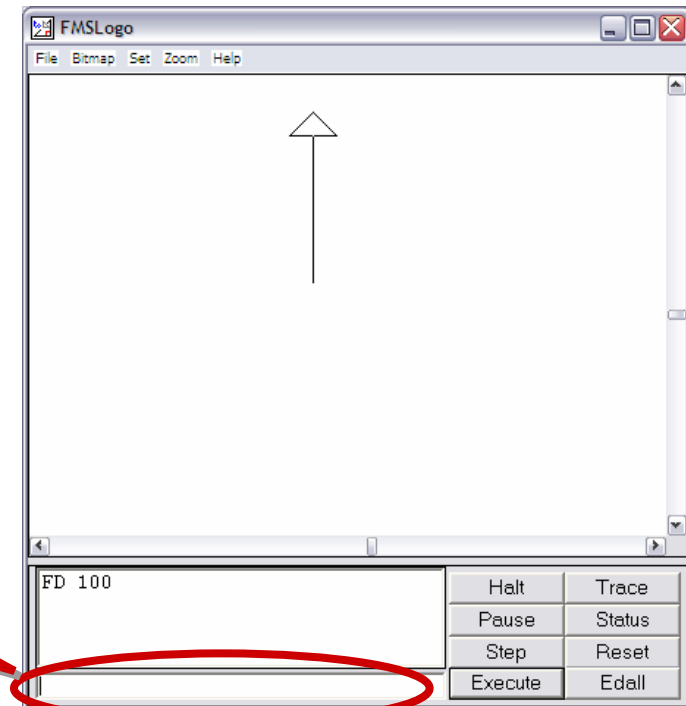 FMSLogo
File Bitmap Set Zoom Help
FD 100
Halt Trace
Pause Status
Step Reset
Execute Edall